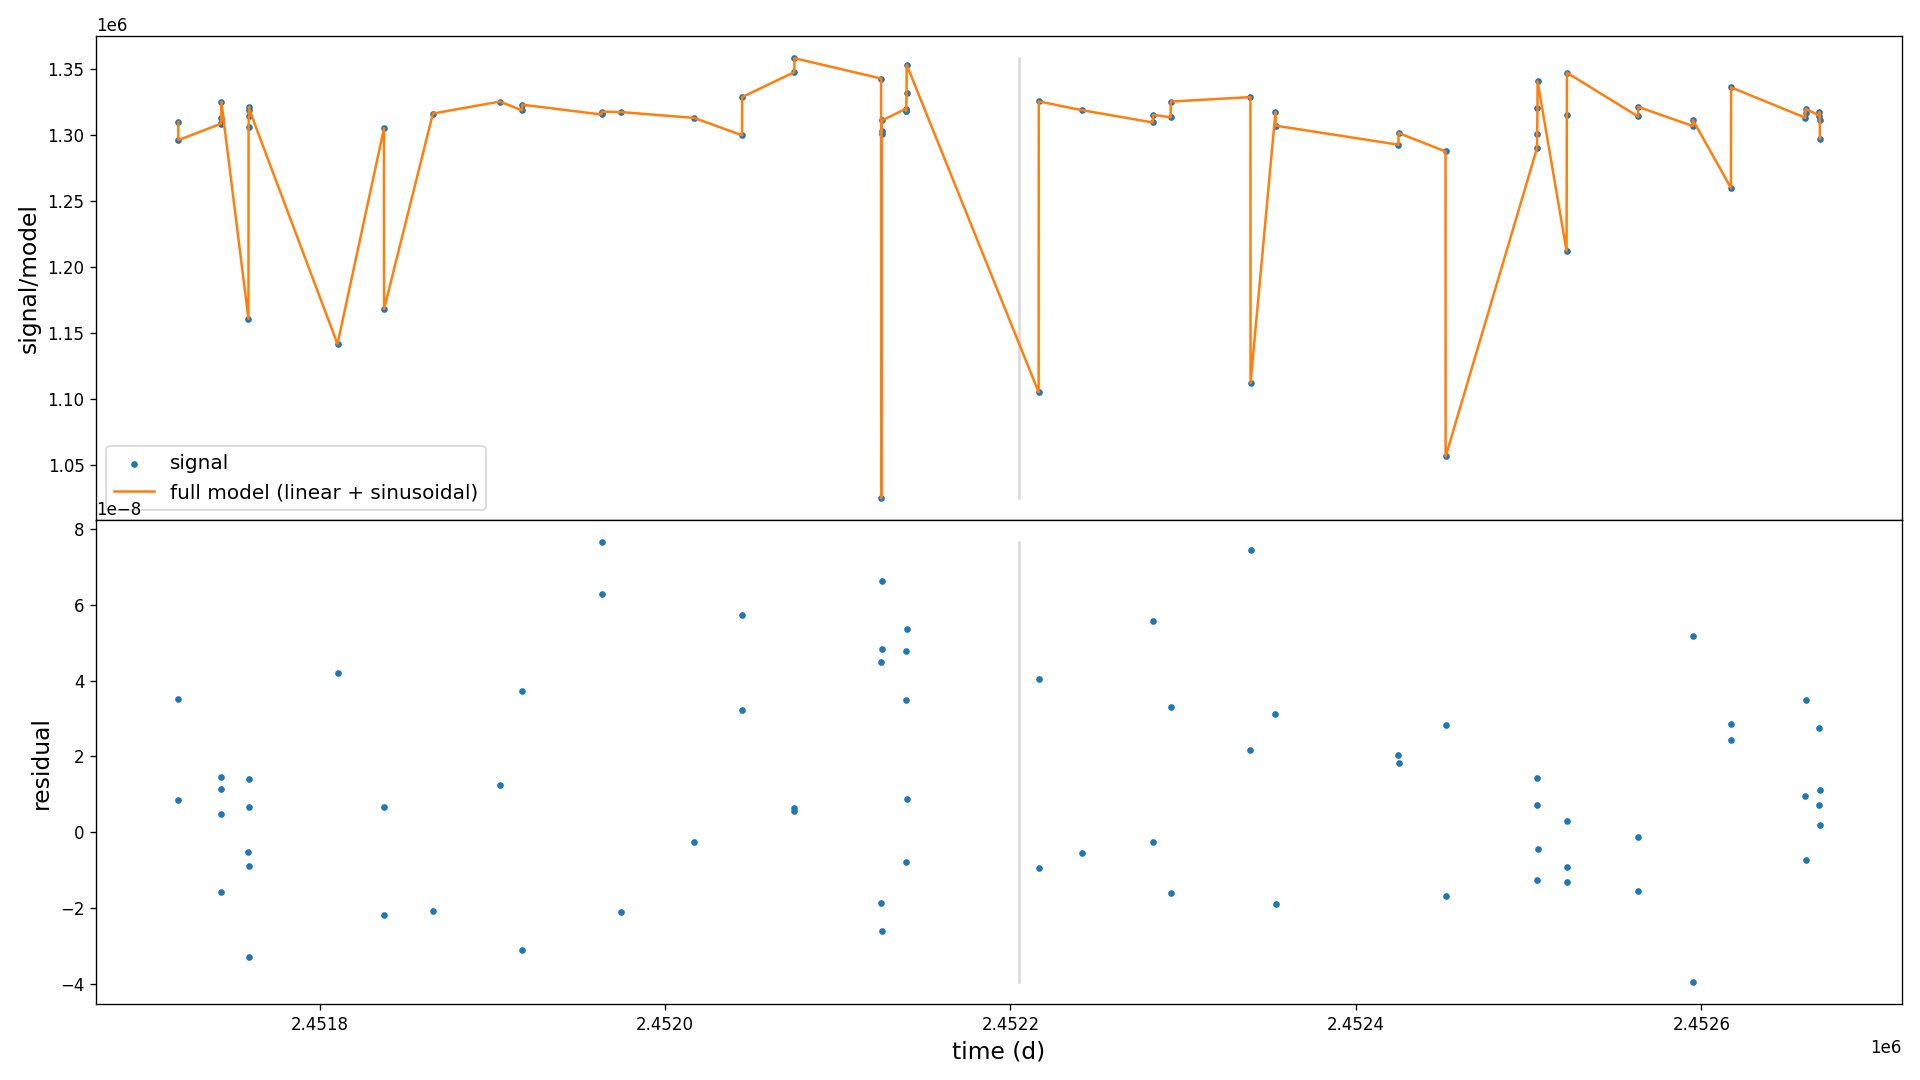 1e6
1.35
1.30
1.25
1.20
1.15
1.10
1.05
signal/model
signal
full model (linear + sinusoidal)
1e−8
8
6
4
2
0
−2
−4
residual
2.4518
2.4520
2.4522
2.4524
2.4526
1e6
time (d)